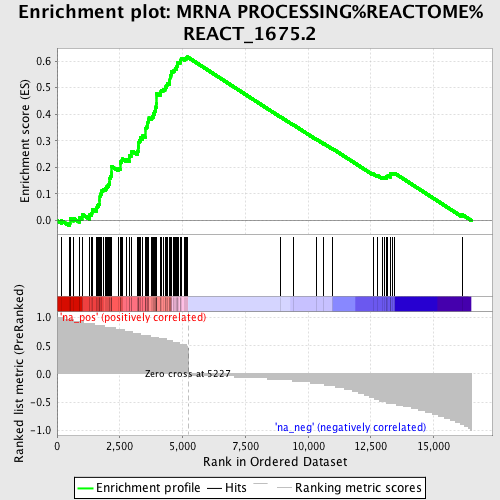 Enrichment plot: MRNA PROCESSING%REACTOME%
REACT_1675.2
Enrichment score (ES)
0.6
0.5
0.4
0.3
0.2
0.1
0.0
Ranked list metric (PreRanked)
1.0
0.5
0.0
-0.5
-1.0
'na_pos' (positively correlated)
Zero cross at 5227
'na_neg' (negatively correlated)
0 2,500 5,000 7,500 10,000 12,500 15,000
Rank in Ordered Dataset
Enrichment profile Hits Ranking metric scores